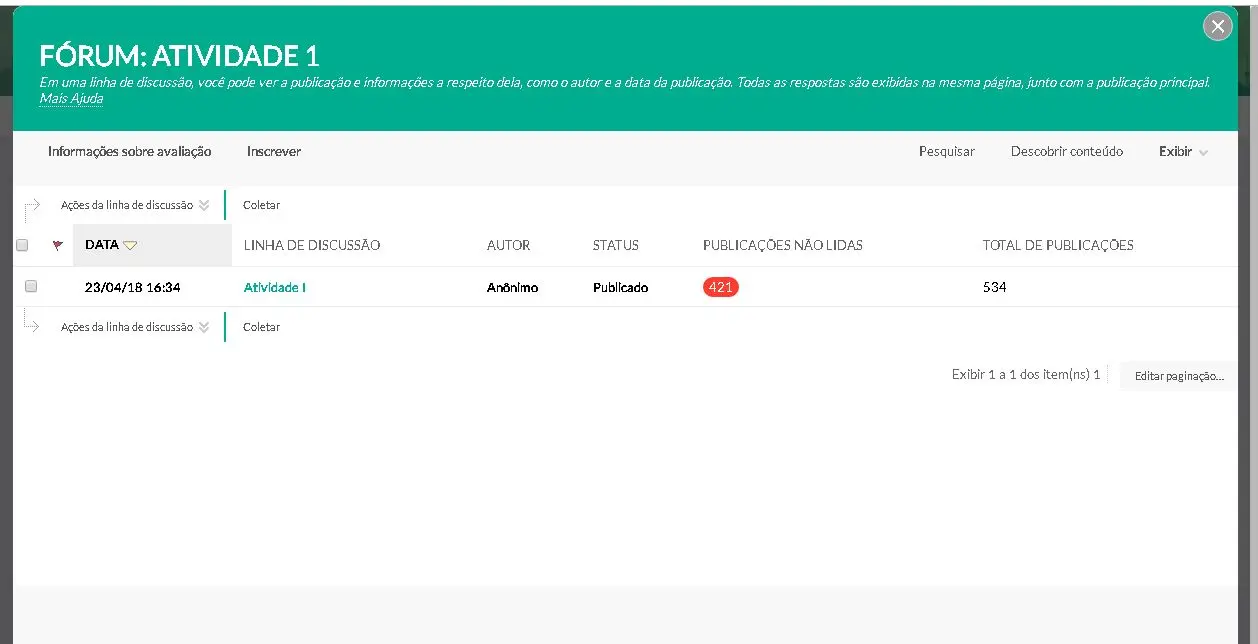 FÓRUM: ATIVIDADE 1
Em uma linha de discussão, você pode ver a publicação e informações a respeito dela, como o autor e a data da publicação. Todas as respostas são exibidas na mesma página, junto com a publicação principal.
Mais Ajuda
Informações sobre avaliação Inscrever Pesquisar Descobrir conteúdo Exibir
Ações da linha de discussão Coletar
DATA LINHA DE DISCUSSÃO AUTOR STATUS PUBLICAÇÕES NÃO LIDAS TOTAL DE PUBLICAÇÕES
23/04/18 16:34 Atividade I Anônimo Publicado 421 534
Ações da linha de discussão Coletar
Exibir 1 a 1 dos item(ns) 1 Editar paginação...